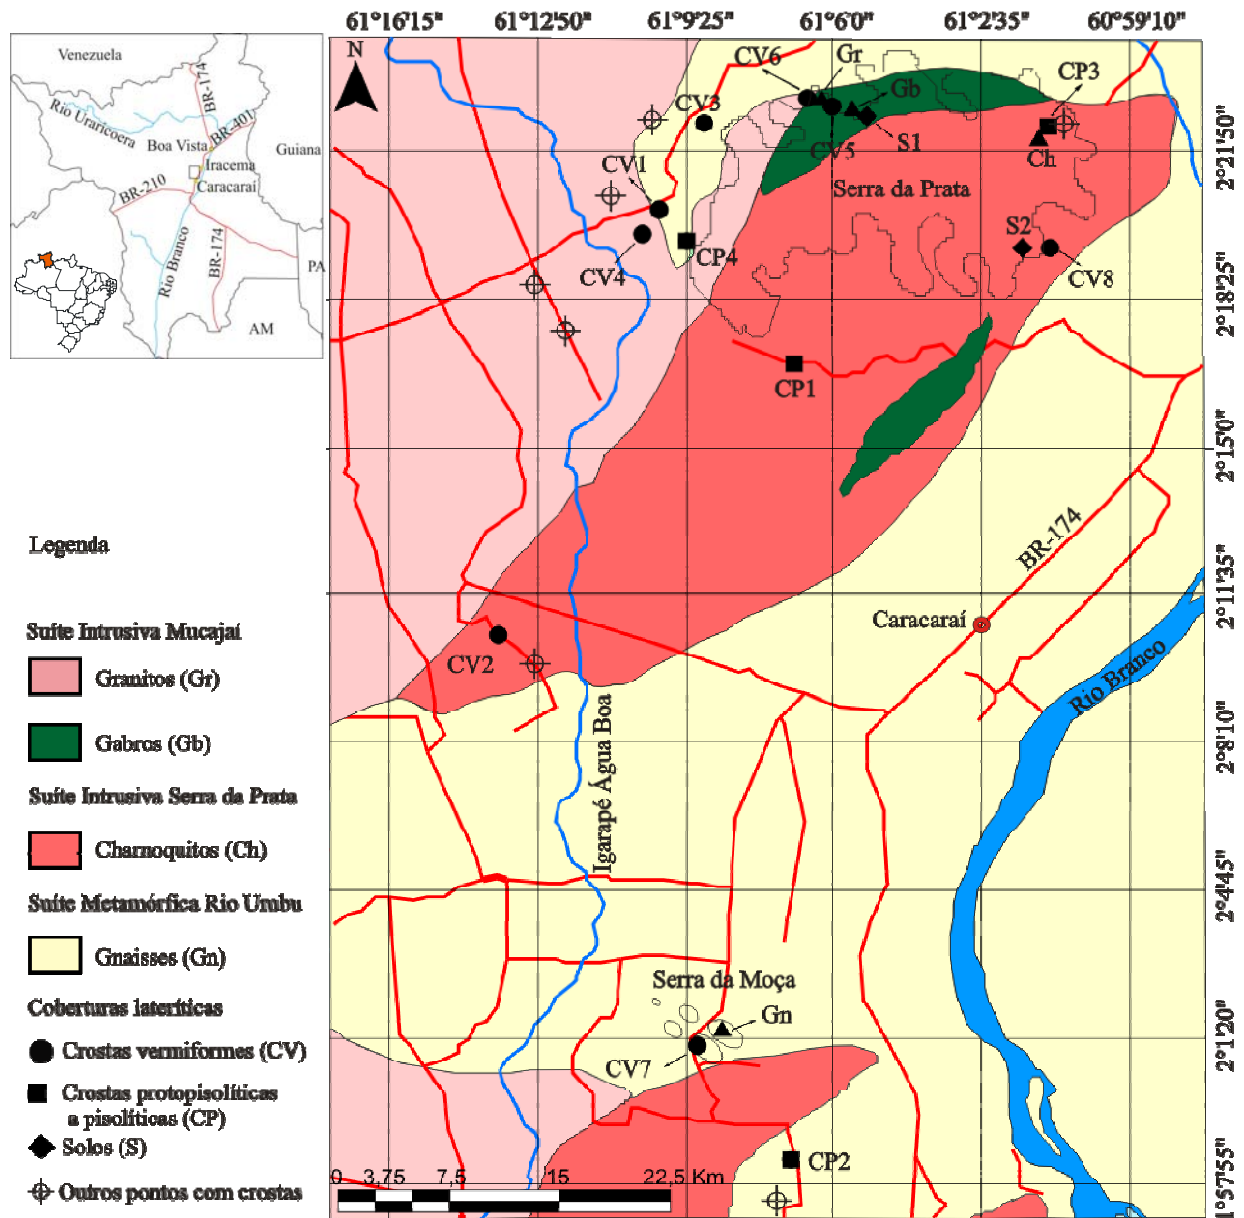 61°16'15"
61°12'50"
61°9'25"
61°6'0"
61°2'35"
60°59'10"
Venezuela
BR-174
Rio Uraricoera
BR-401
Boa Vista
Guiana
Iracema
Caracaraí
BR-210
Rio Branco
BR-174
PA
AM
N
CV6
Gr
CP3
CV3
Gb
S1
CV5
Ch
CV1
Serra da Prata
S2
CP4
CV4
CV8
CP1
2°21'50"
2°18'25"
2°15'0"
2°11'35"
2°8'10"
2°4'45"
2°1'20"
1°57'55"
BR-174
Caracaraí
CV2
Rio Branco
Igarapé Água Boa
Serra da Moça
Gn
CV7
CP2
0 3,75 7,5 15 22,5 Km
Legenda
Suíte Intrusiva Mucajaí
Granitos (Gr)
Gabros (Gb)
Suíte Intrusiva Serra da Prata
Charnoquitos (Ch)
Suíte Metamórfica Rio Urubu
Gnaisses (Gn)
Coberturas lateríticas
Crostas vermiformes (CV)
Crostas protopisolíticas
a pisolíticas (CP)
Solos (S)
Outros pontos com crostas